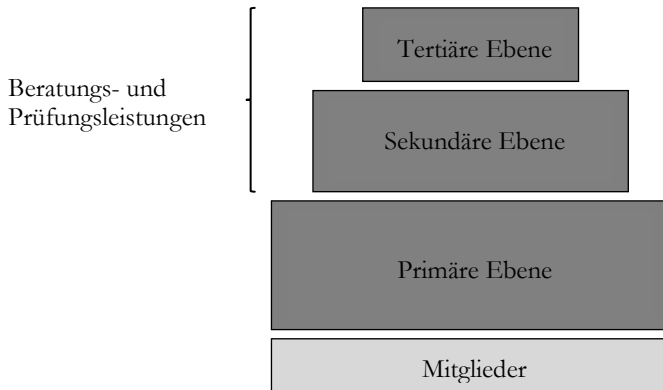 Tertiäre Ebene
Beratungs- und
Prüfungsleistungen
Sekundäre Ebene
Primäre Ebene
Mitglieder